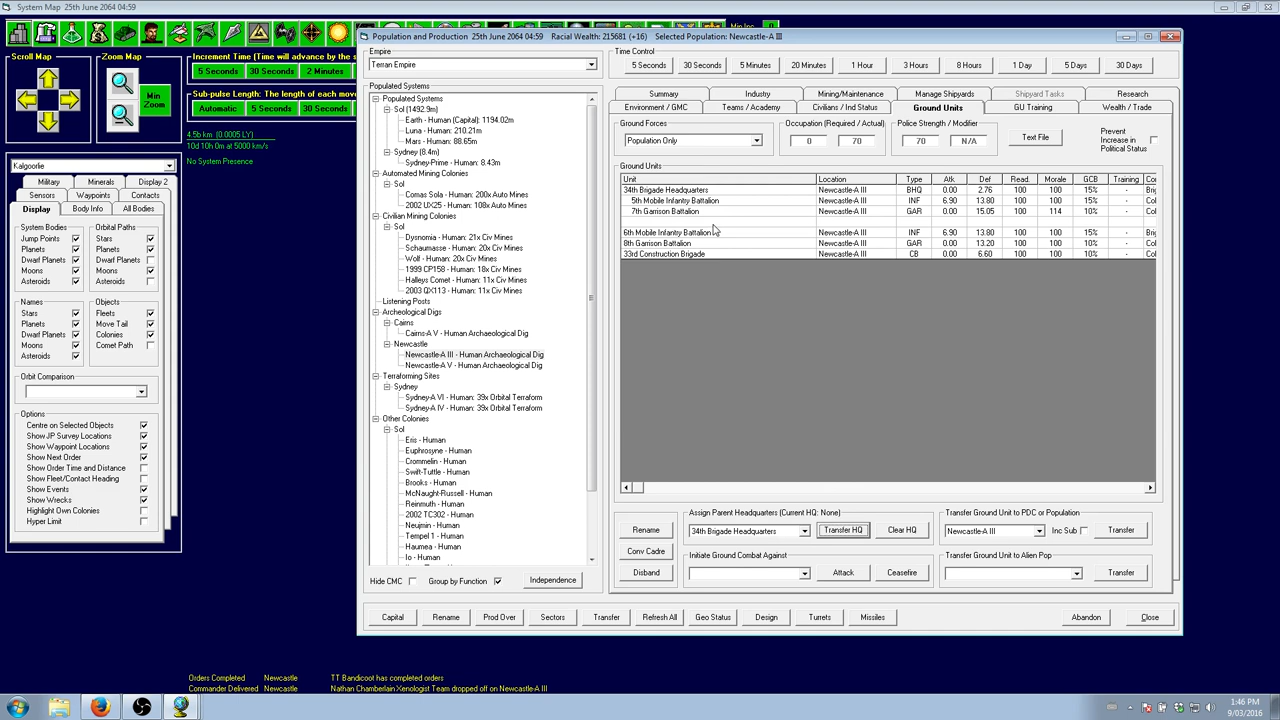 System Map   25th June 2064 04:59
Population and Production   25th June 2064 04:59   Racial Wealth: 215681 (+16)   Selected Population: Newcastle-A III
Scroll Map
Zoom Map
Min Zoom
Increment Time (Time will advance by the s
5 Seconds
30 Seconds
2 Minutes
Sub-pulse Length: The length of each mov
Automatic
5 Seconds
30 Seconds
4.5b km  (0.0005 LY)
10d 10h 0m at 5000 km/s
No System Presence
Kalgoorlie
Military
Minerals
Display 2
Sensors
Waypoints
Contacts
Display
Body Info
All Bodies
System Bodies
Jump Points
Planets
Dwarf Planets
Moons
Asteroids
Orbital Paths
Stars
Planets
Dwarf Planets
Moons
Asteroids
Names
Stars
Planets
Dwarf Planets
Moons
Asteroids
Objects
Fleets
Move Tail
Colonies
Comet Path
Orbit Comparison
Options
Centre on Selected Objects
Show JP Survey Locations
Show Waypoint Locations
Show Next Order
Show Order Time and Distance
Show Fleet/Contact Heading
Show Events
Show Wrecks
Highlight Own Colonies
Hyper Limit
Empire
Terran Empire
Populated Systems
Populated Systems
Sol (1492.9m)
Earth - Human (Capital): 1194.02m
Luna - Human: 210.21m
Mars - Human: 88.65m
Sydney (8.4m)
Sydney-Prime - Human: 8.43m
Automated Mining Colonies
Sol
Comas Sola - Human: 200x Auto Mines
2002 UX25 - Human: 108x Auto Mines
Civilian Mining Colonies
Sol
Dysnomia - Human: 21x Civ Mines
Schaumasse - Human: 20x Civ Mines
Wolf - Human: 20x Civ Mines
1999 CP158 - Human: 18x Civ Mines
Halleys Comet - Human: 11x Civ Mines
2003 QX113 - Human: 11x Civ Mines
Listening Posts
Archeological Digs
Cairns
Cairns-A V - Human Archaeological Dig
Newcastle
Newcastle-A III - Human Archaeological Dig
Newcastle-A V - Human Archaeological Dig
Terraforming Sites
Sydney
Sydney-A VI - Human: 39x Orbital Terraform
Sydney-A IV - Human: 39x Orbital Terraform
Other Colonies
Sol
Eris - Human
Euphrosyne - Human
Crommelin - Human
Swift-Tuttle - Human
Brooks - Human
McNaught-Russell - Human
Reinmuth - Human
2002 TC302 - Human
Neujmin - Human
Tempel 1 - Human
Haumea - Human
Io - Human
Hide CMC
Group by Function
Independence
Time Control
5 Seconds
30 Seconds
5 Minutes
20 Minutes
1 Hour
3 Hours
8 Hours
1 Day
5 Days
30 Days
Summary
Industry
Mining/Maintenance
Manage Shipyards
Shipyard Tasks
Research
Environment / GMC
Teams / Academy
Civilians / Ind Status
Ground Units
GU Training
Wealth / Trade
Ground Forces
Population Only
Occupation (Required / Actual)
0
70
Police Strength / Modifier
70
N/A
Text File
Prevent Increase in Political Status
Ground Units
Unit   Location   Type   Atk.   Def   Read.   Morale   GCB   Training   Cor
34th Brigade Headquarters   Newcastle-A III   BHQ   0.00   2.76   100   100   15%   -   Brig
5th Mobile Infantry Battalion   Newcastle-A III   INF   6.90   13.80   100   100   10%   -   Col
7th Garrison Battalion   Newcastle-A III   GAR   0.00   15.05   100   114   10%   -   Col
6th Mobile Infantry Battalion   Newcastle-A III   INF   6.90   13.80   100   100   15%   -   Brig
8th Garrison Battalion   Newcastle-A III   GAR   0.00   13.20   100   100   10%   -   Col
33rd Construction Brigade   Newcastle-A III   CB   0.00   6.60   100   100   15%   -   Col
Rename
Conv Cadre
Disband
Assign Parent Headquarters (Current HQ: None)
34th Brigade Headquarters
Transfer HQ
Clear HQ
Transfer Ground Unit to PDC or Population
Newcastle-A III
Inc Sub
Transfer
Initiate Ground Combat Against
Attack
Ceasefire
Transfer Ground Unit to Alien Pop
Transfer
Capital
Rename
Prod Over
Sectors
Transfer
Refresh All
Geo Status
Design
Turrets
Missiles
Abandon
Close
Orders Completed   Newcastle   TT Bandicoot has completed orders
Commander Delivered   Newcastle   Nathan Chamberlain Xenologist Team dropped off on Newcastle-A III
1:46 PM
9/03/2016